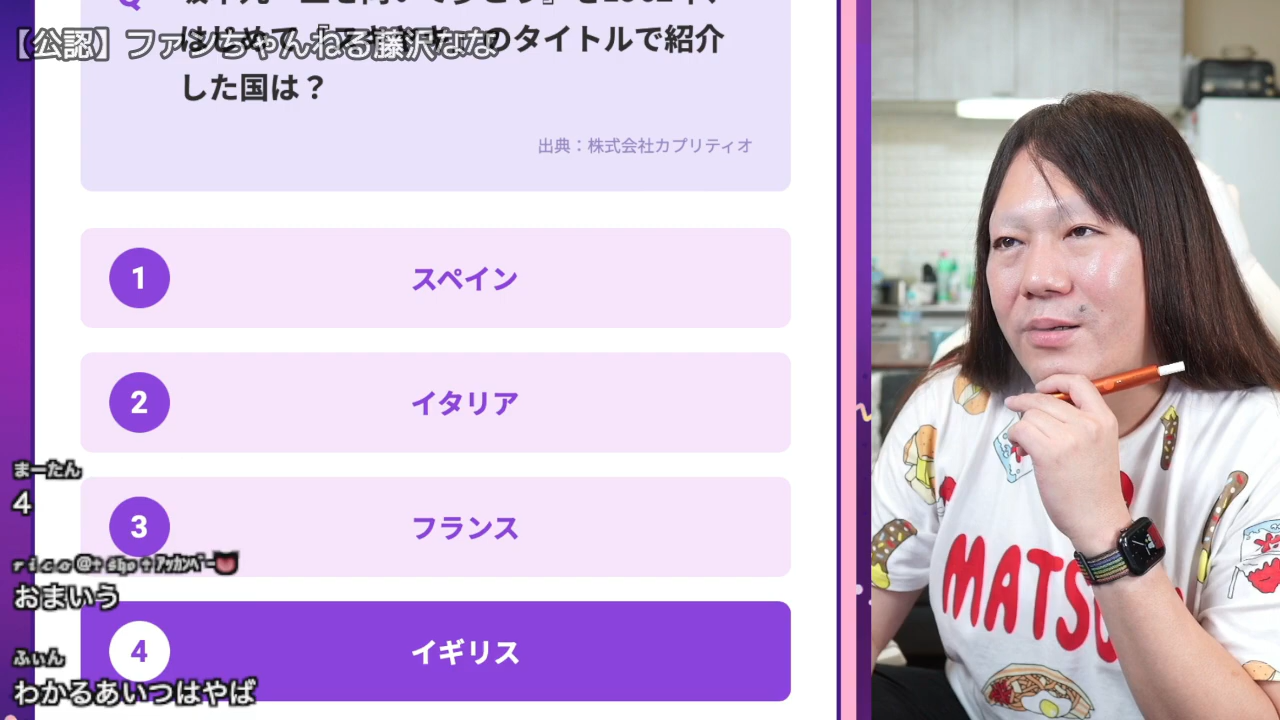 【公認】ファンちゃんねる藤沢なな
のタイトルで紹介
した国は？
出典：株式会社カプリティオ
1 スペイン
2 イタリア
3 フランス
4 イギリス
まーたん
4
おまいう
ふぃん
わかるあいつはやば
MATSU